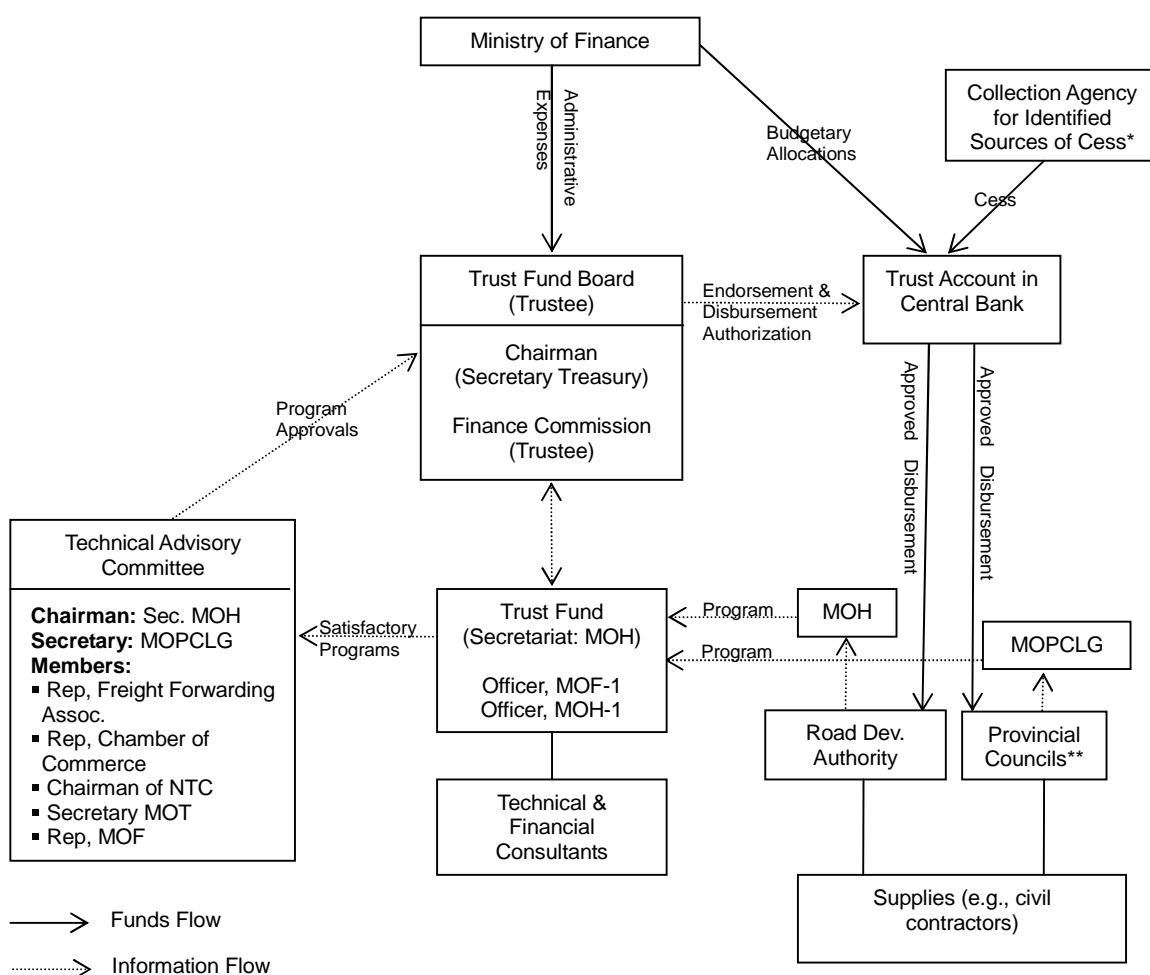 Ministry of Finance
Administrative
Expenses
Collection Agency
for Identified
Sources of Cess*
Budgetary
Allocations
Cess
Trust Fund Board
(Trustee)
Chairman
(Secretary Treasury)
Finance Commission
(Trustee)
Endorsement &
Disbursement
Authorization
Trust Account in
Central Bank
Approved Disbursement
Approved Disbursement
Program
Approvals
Technical Advisory
Committee
Chairman: Sec. MOH
Secretary: MOPCLG
Members:
▪ Rep, Freight Forwarding
Assoc.
▪ Rep, Chamber of
Commerce
▪ Chairman of NTC
▪ Secretary MOT
▪ Rep, MOF
Satisfactory
Programs
Trust Fund
(Secretariat: MOH)
Officer, MOF-1
Officer, MOH-1
Program
MOH
Program
MOPCLG
Road Dev.
Authority
Provincial
Councils**
Technical &
Financial
Consultants
Supplies (e.g., civil
contractors)
Funds Flow
Information Flow